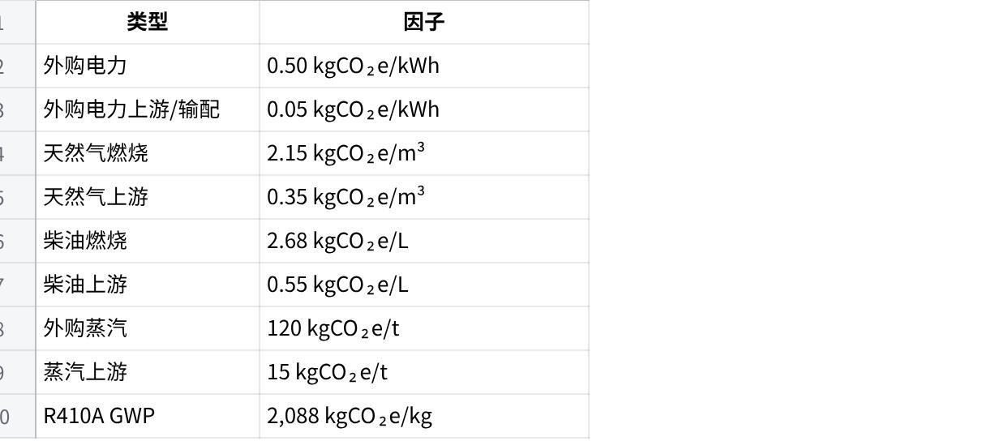 1 类型 因子
2 外购电力 0.50 kgCO₂e/kWh
3 外购电力上游/输配 0.05 kgCO₂e/kWh
4 天然气燃烧 2.15 kgCO₂e/m³
5 天然气上游 0.35 kgCO₂e/m³
6 柴油燃烧 2.68 kgCO₂e/L
7 柴油上游 0.55 kgCO₂e/L
8 外购蒸汽 120 kgCO₂e/t
9 蒸汽上游 15 kgCO₂e/t
0 R410A GWP 2,088 kgCO₂e/kg